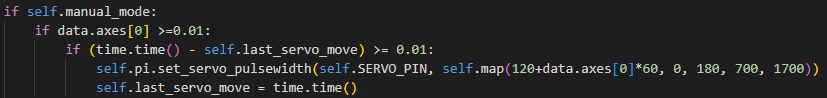 if self.manual_mode:
if data.axes[0] >=0.01:
if (time.time() - self.last_servo_move) >= 0.01:
self.pi.set_servo_pulsewidth(self.SERVO_PIN, self.map(120+data.axes[0]*60, 0, 180, 700, 1700))
self.last_servo_move = time.time()